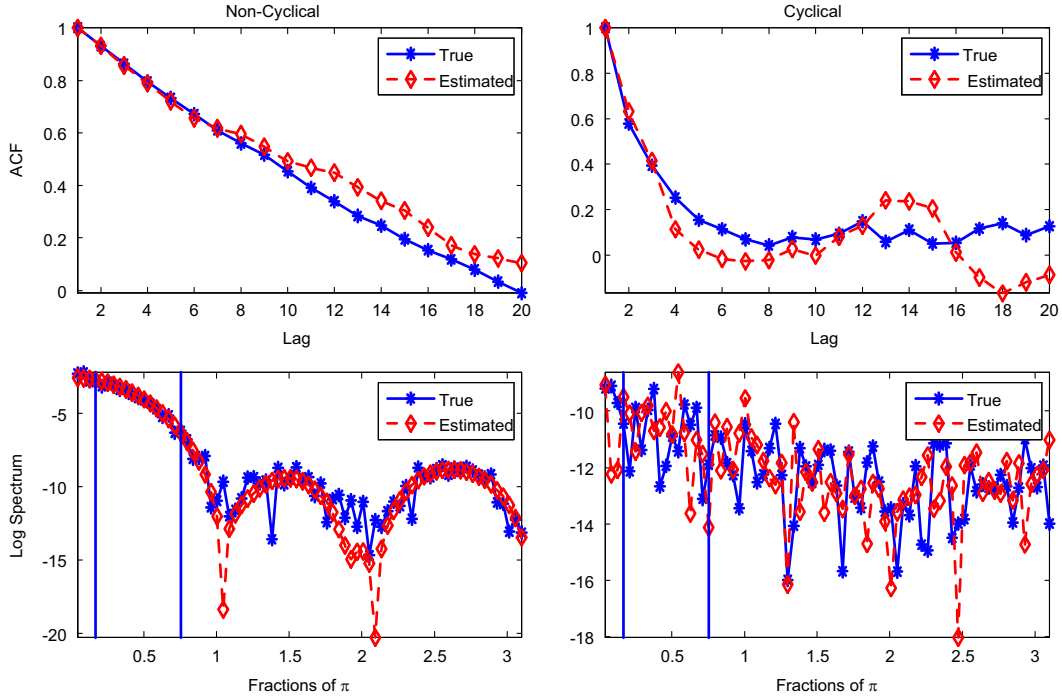 Non-Cyclical
Cyclical
1
0.8
0.6
0.4
0.2
0
ACF
2 4 6 8 10 12 14 16 18 20
Lag
True
Estimated
1
0.8
0.6
0.4
0.2
0
2 4 6 8 10 12 14 16 18 20
Lag
True
Estimated
-5
-10
-15
-20
Log Spectrum
0.5 1 1.5 2 2.5 3
Fractions of π
True
Estimated
-10
-12
-14
-16
-18
0.5 1 1.5 2 2.5 3
Fractions of π
True
Estimated